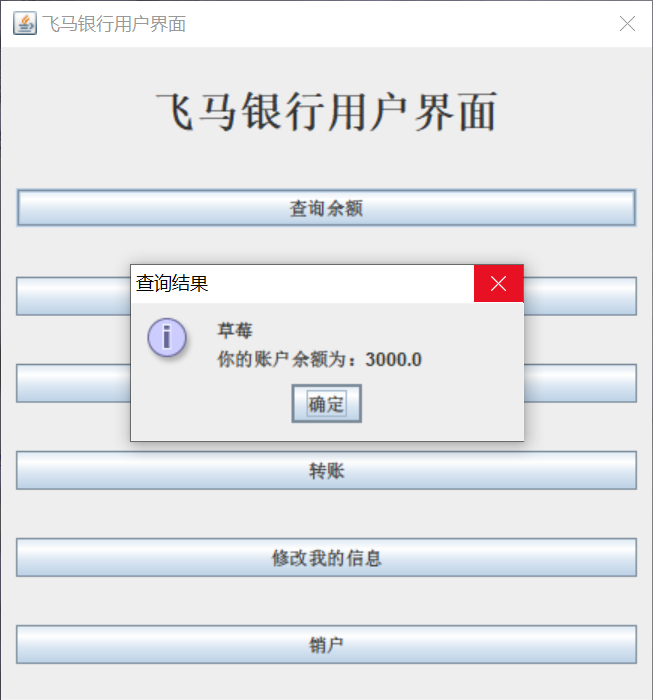 飞马银行用户界面
飞马银行用户界面
查询余额
查询结果
草莓
你的账户余额为：3000.0
确定
转账
修改我的信息
销户